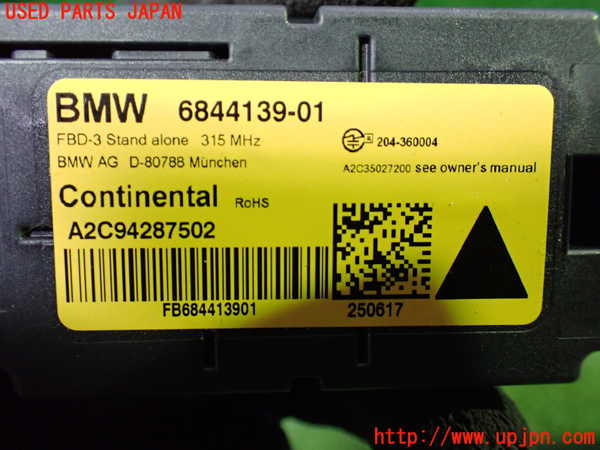 USED PARTS JAPAN
BMW 6844139-01
FBD-3 Stand alone 315 MHz
BMW AG D-80788 München
204-360004
A2C35027200 see owner's manual
Continental RoHS
A2C94287502
FB684413901
250617
http://www.upjpn.com